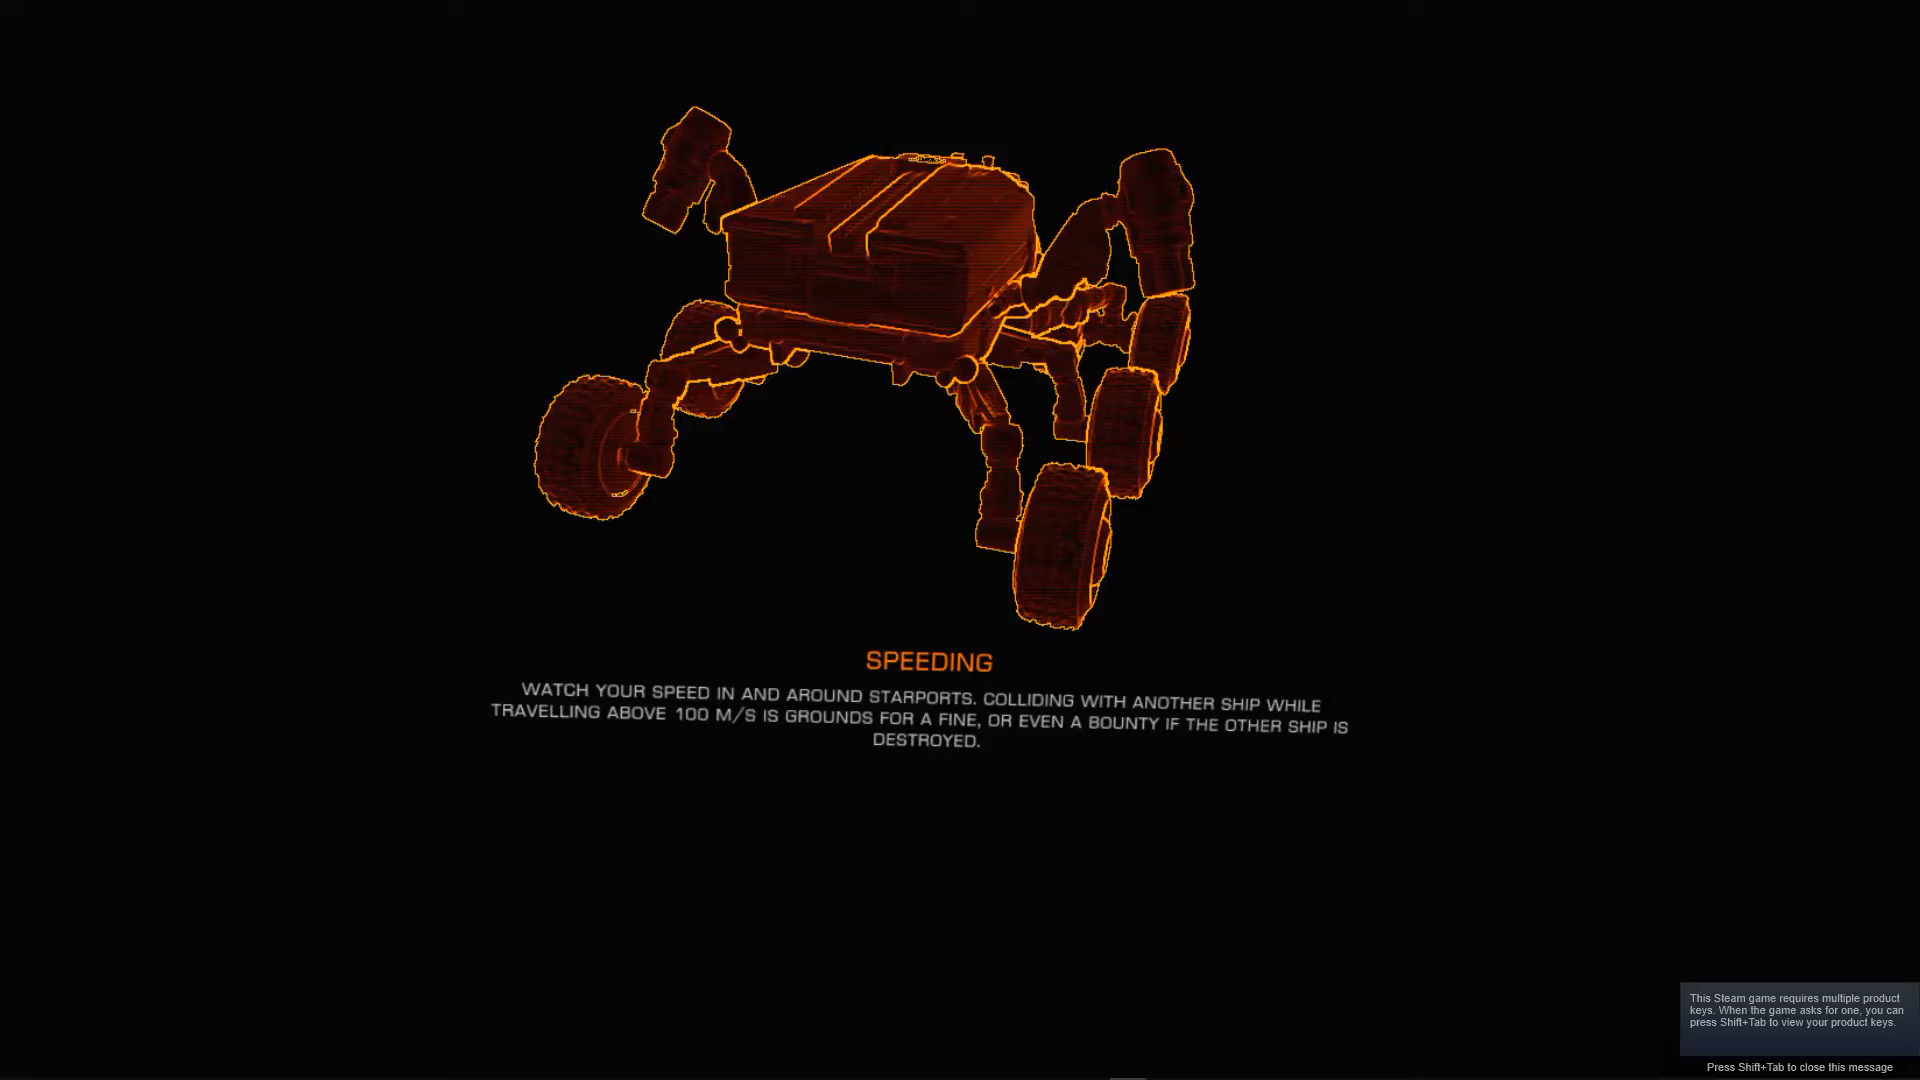 SPEEDING
WATCH YOUR SPEED IN AND AROUND STARPORTS. COLLIDING WITH ANOTHER SHIP WHILE
TRAVELLING ABOVE 100 M/S IS GROUNDS FOR A FINE, OR EVEN A BOUNTY IF THE OTHER SHIP IS
DESTROYED.
This Steam game requires multiple product
keys. When the game asks for one, you can
press Shift+Tab to view your product keys.
Press Shift+Tab to close this message